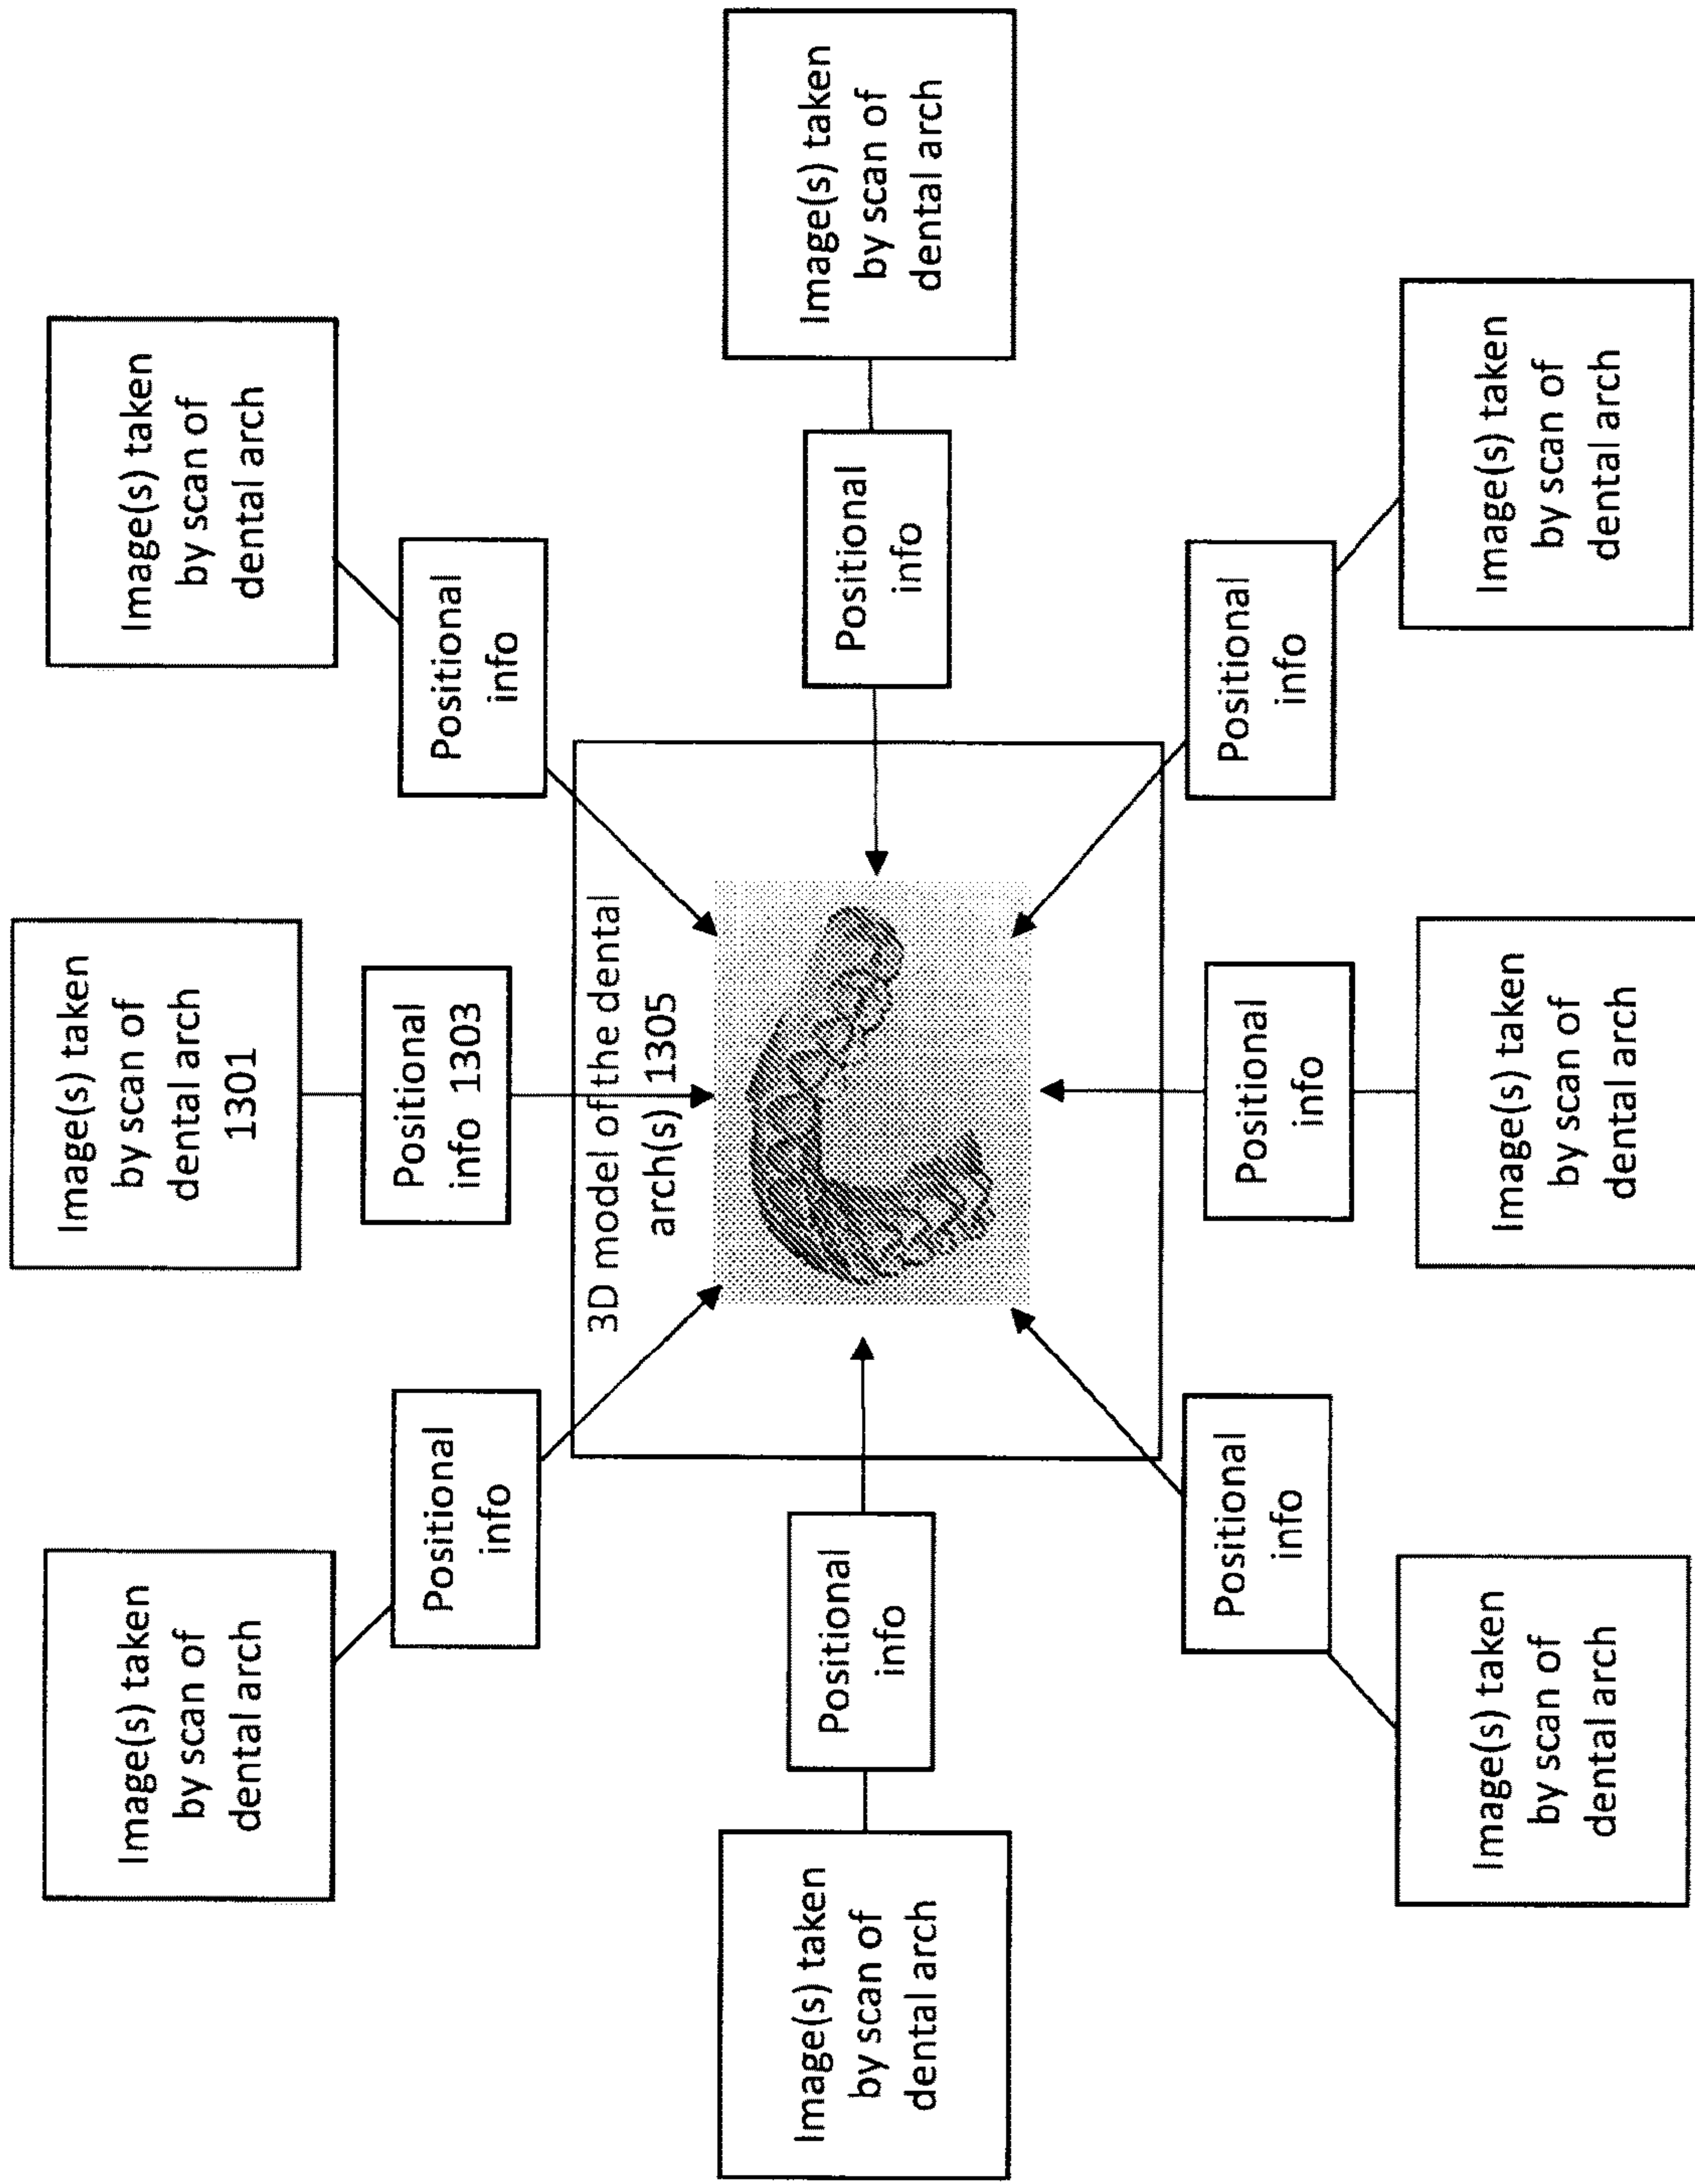 Image(s) taken
by scan of
dental arch
Image(s) taken
by scan of
dental arch
1301
Image(s) taken
by scan of
dental arch
Positional
info
Positional
info 1303
Positional
info
3D model of the dental
arch(s) 1305
Image(s) taken
by scan of
dental arch
Positional
info
Positional
info
Image(s) taken
by scan of
dental arch
Positional
info
Positional
info
Positional
info
Image(s) taken
by scan of
dental arch
Image(s) taken
by scan of
dental arch
Image(s) taken
by scan of
dental arch